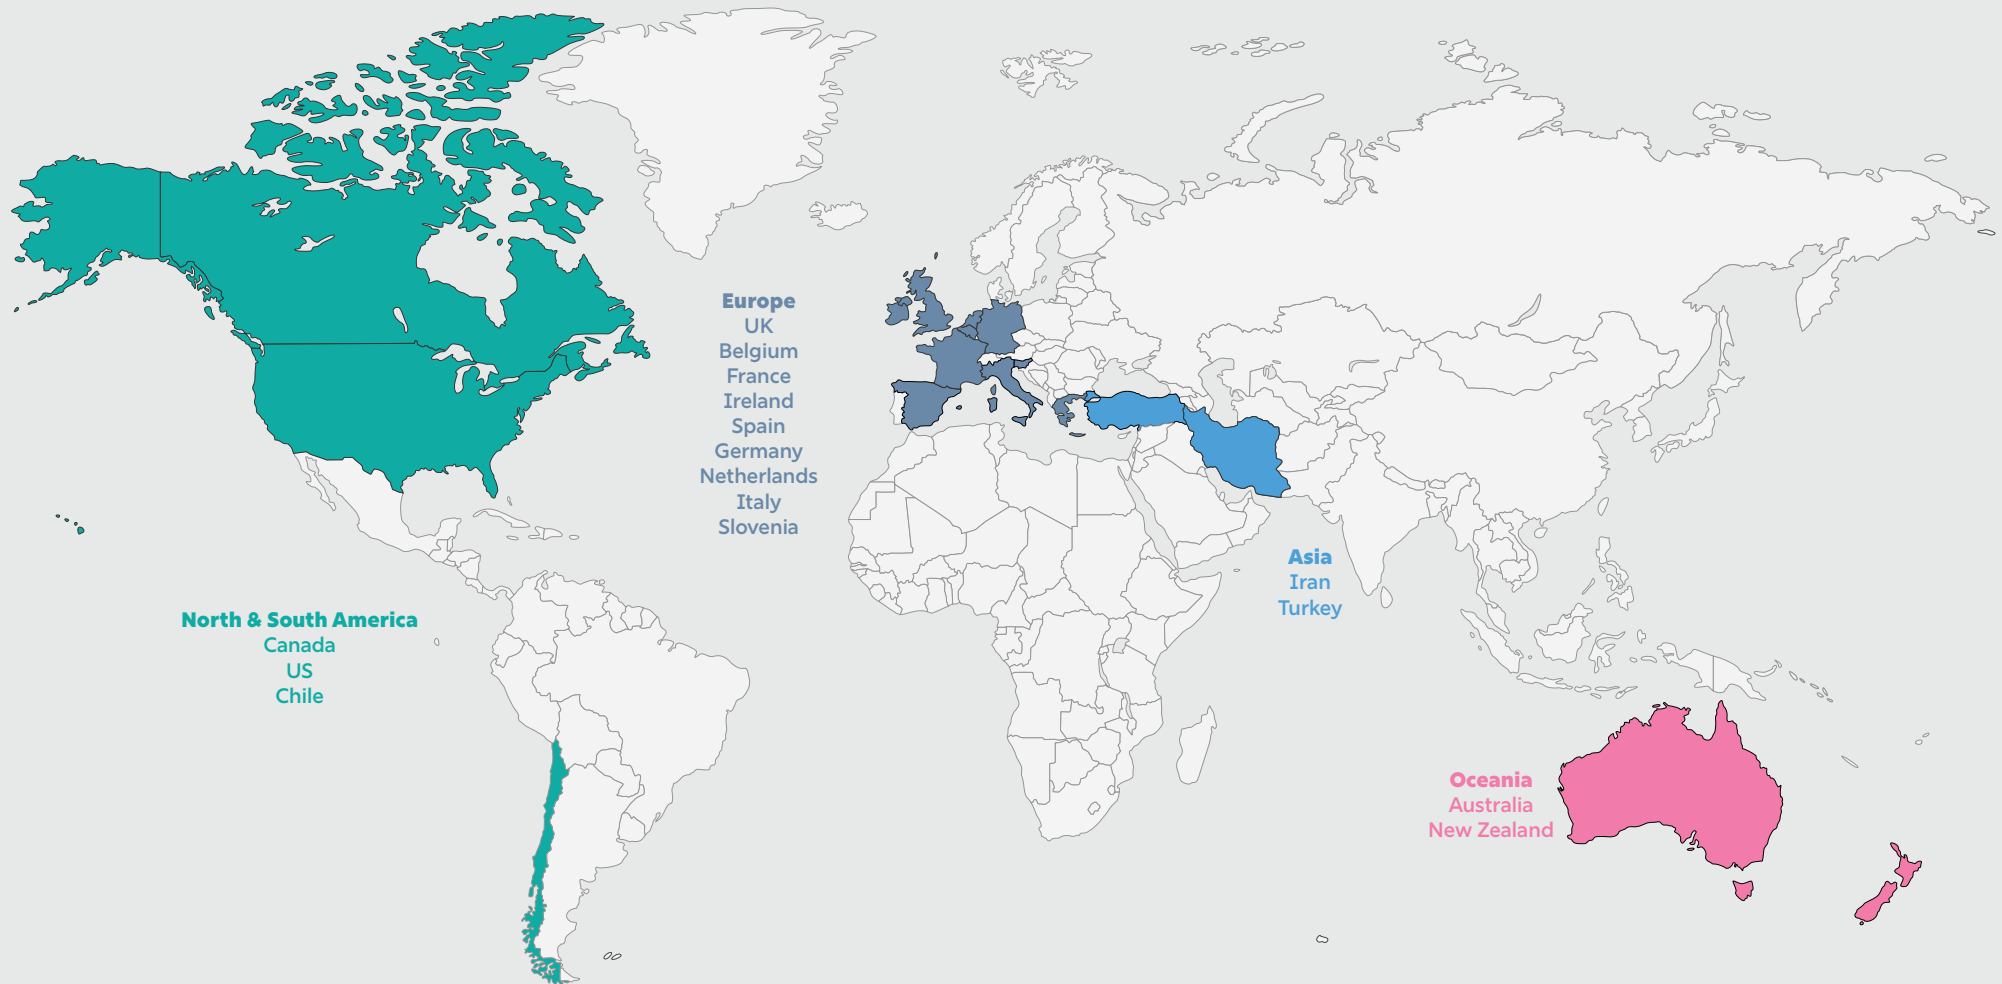 Europe
UK
Belgium
France
Ireland
Spain
Germany
Netherlands
Italy
Slovenia
Asia
Iran
Turkey
North & South America
Canada
US
Chile
Oceania
Australia
New Zealand